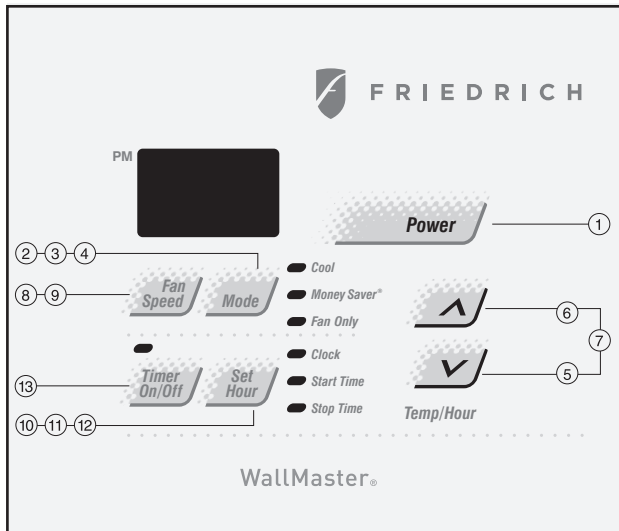 FRIEDRICH
PM
Power
1
2 3 4
8 9
Fan
Speed
Mode
Cool
Money Saver®
Fan Only
6
7
5
13
Timer
On/Off
Set
Hour
Clock
Start Time
Stop Time
10 11 12
Temp/Hour
WallMaster®